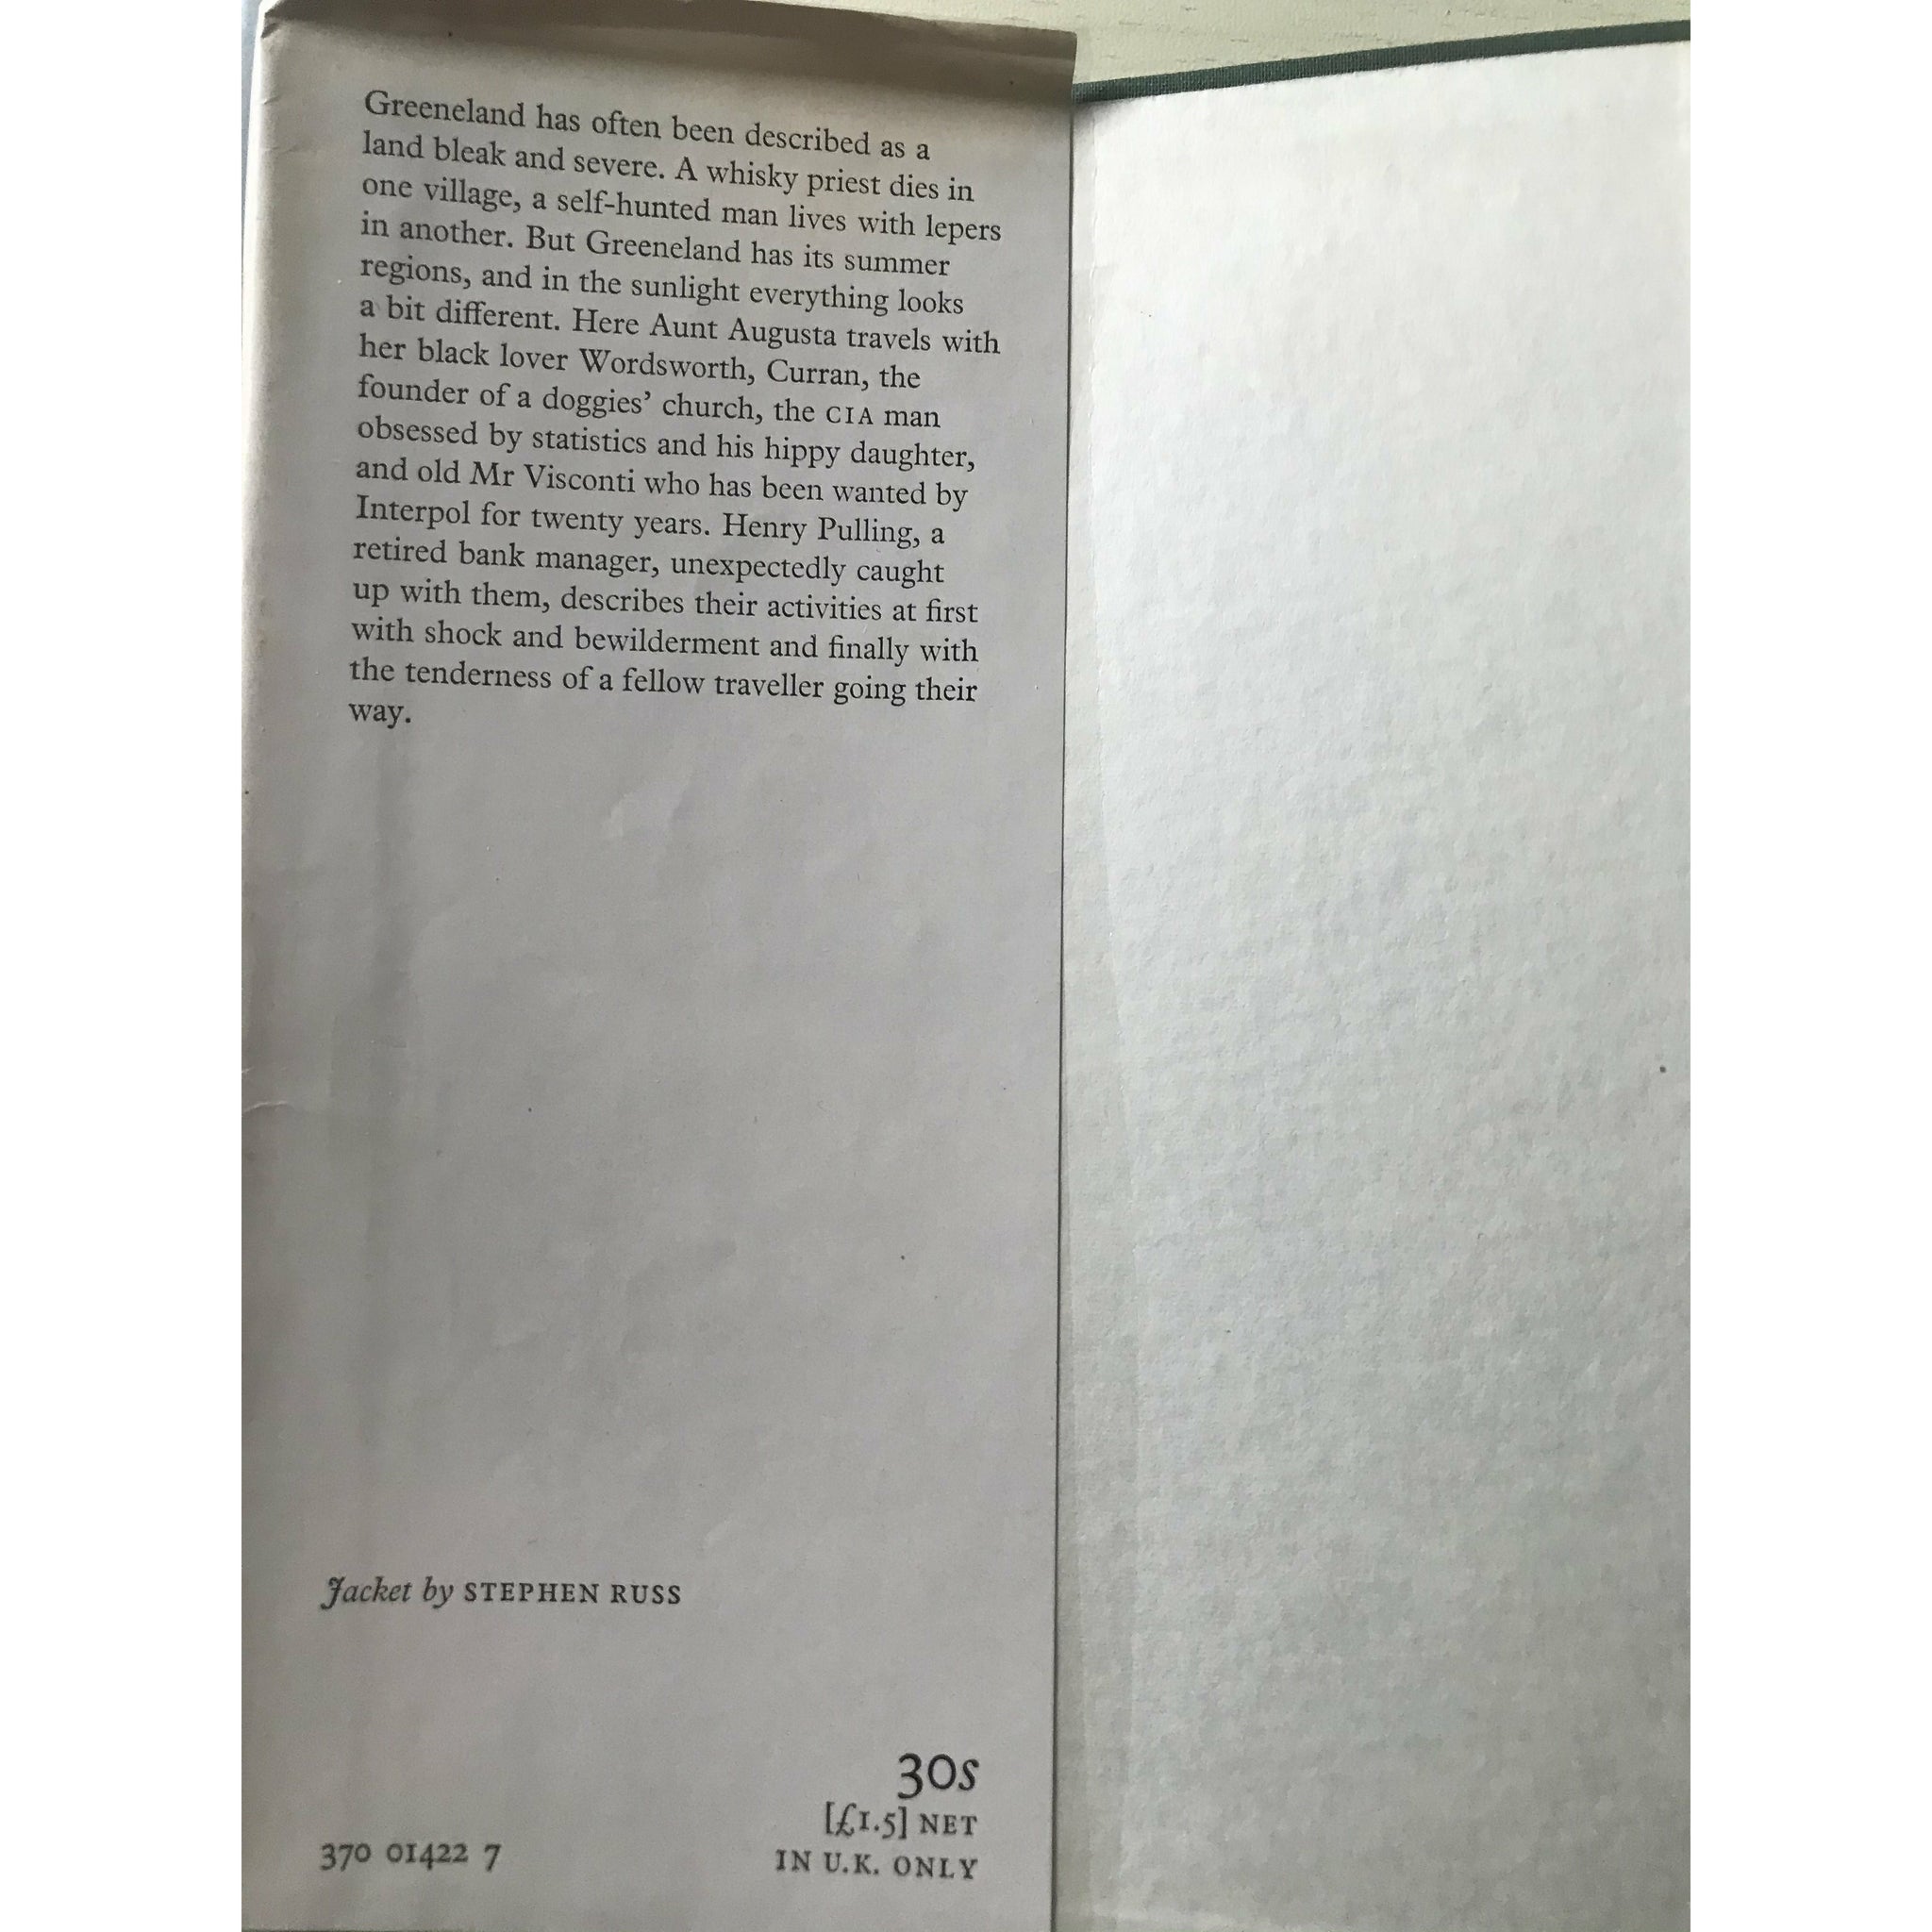 Greeneland has often been described as a
land bleak and severe. A whisky priest dies in
one village, a self-hunted man lives with lepers
in another. But Greeneland has its summer
regions, and in the sunlight everything looks
a bit different. Here Aunt Augusta travels with
her black lover Wordsworth, Curran, the
founder of a doggies’ church, the CIA man
obsessed by statistics and his hippy daughter,
and old Mr Visconti who has been wanted by
Interpol for twenty years. Henry Pulling, a
retired bank manager, unexpectedly caught
up with them, describes their activities at first
with shock and bewilderment and finally with
the tenderness of a fellow traveller going their
way.
Jacket by STEPHEN RUSS
30s
[£1.5] NET
IN U.K. ONLY
370 01422 7